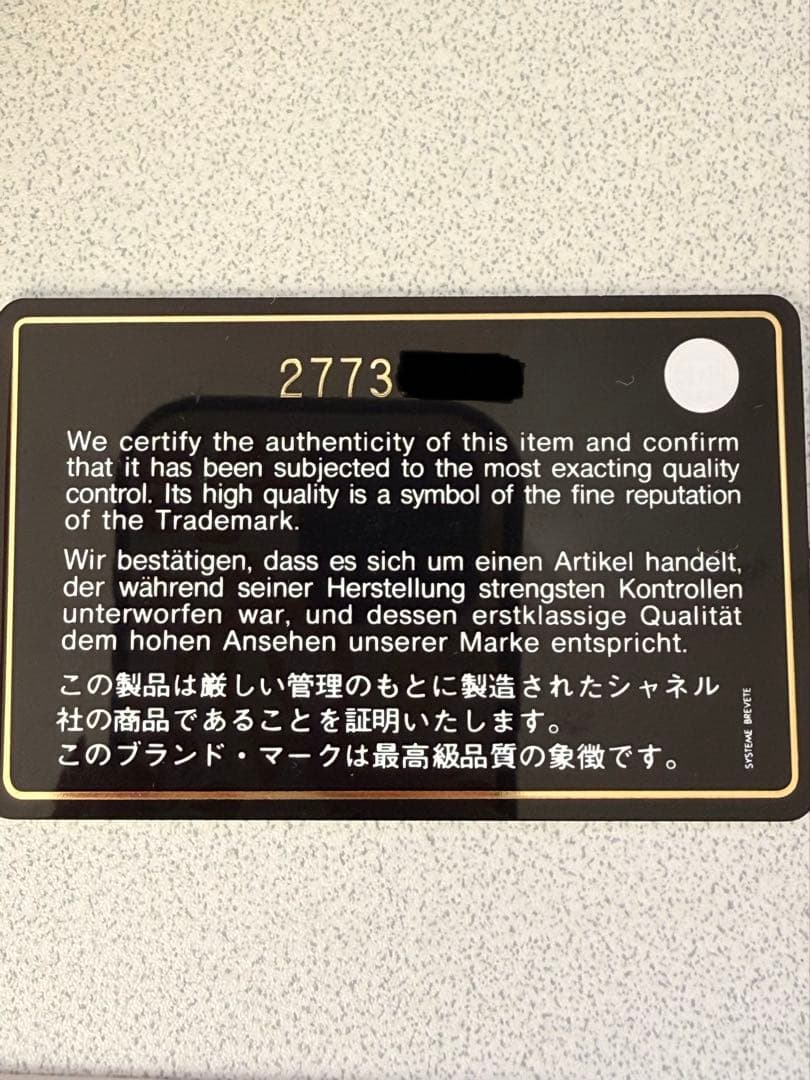 2773
We certify the authenticity of this item and confirm
that it has been subjected to the most exacting quality
control. Its high quality is a symbol of the fine reputation
of the Trademark.
Wir bestätigen, dass es sich um einen Artikel handelt,
der während seiner Herstellung strengsten Kontrollen
unterworfen war, und dessen erstklassige Qualität
dem hohen Ansehen unserer Marke entspricht.
この製品は厳しい管理のもとに製造されたシャネル
社の商品であることを証明いたします。
このブランド・マークは最高級品質の象徴です。
SYSTEME BREVETE